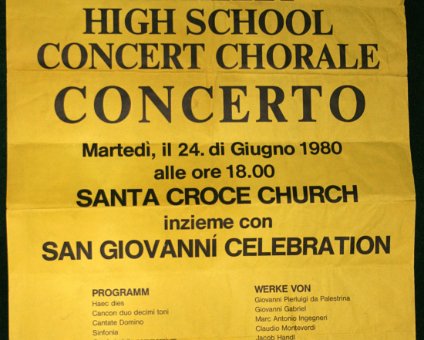 HIGH SCHOOL
CONCERT CHORALE
CONCERTO
Martedì, il 24. di Giugno 1980
alle ore 18.00
SANTA CROCE CHURCH
inzieme con
SAN GIOVANNÍ CELEBRATION
PROGRAMM
Haec dies
Cancon duo decimi toni
Cantate Domino
Sinfonia
WERKE VON
Giovanni Pierluigi da Palestrina
Giovanni Gabriel
Marc Antonio Ingegneri
Claudio Monteverdi
Jacob Handl